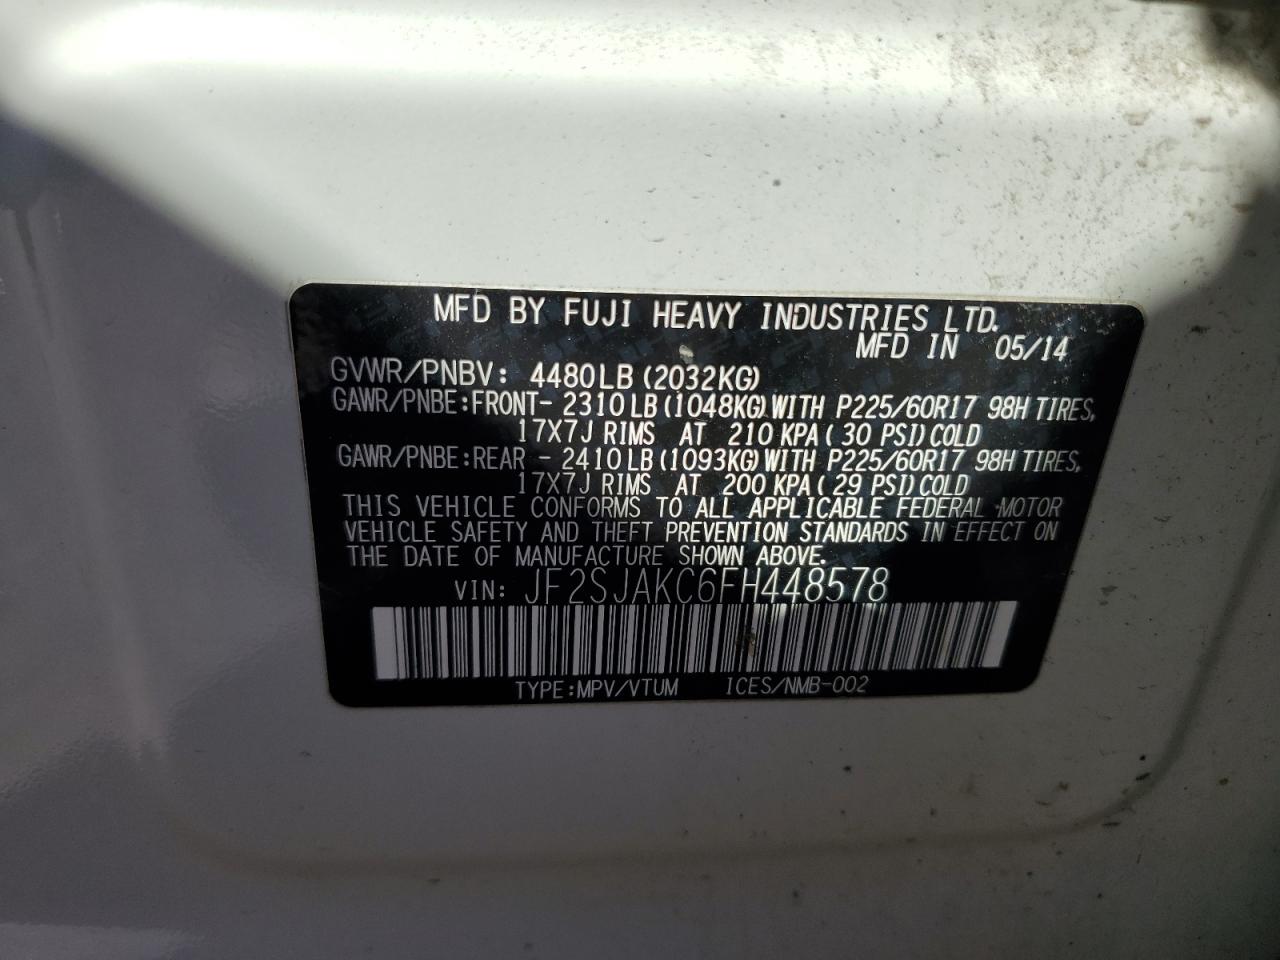 MFD BY FUJI HEAVY INDUSTRIES LTD.
MFD IN 05/14
GVWR/PNBV: 4480LB (2032KG)
GAWR/PNBE:FRONT- 2310LB (1048KG) WITH P225/60R17 98H TIRES,
17X7J RIMS AT 210 KPA ( 30 PSI) COLD
GAWR/PNBE:REAR - 2410LB (1093KG) WITH P225/60R17 98H TIRES,
17X7J RIMS AT 200 KPA ( 29 PSI) COLD
THIS VEHICLE CONFORMS TO ALL APPLICABLE FEDERAL MOTOR
VEHICLE SAFETY AND THEFT PREVENTION STANDARDS IN EFFECT ON
THE DATE OF MANUFACTURE SHOWN ABOVE.
VIN: JF2SJAKC6FH448578
TYPE:MPV/VTUM ICES/NMB-002